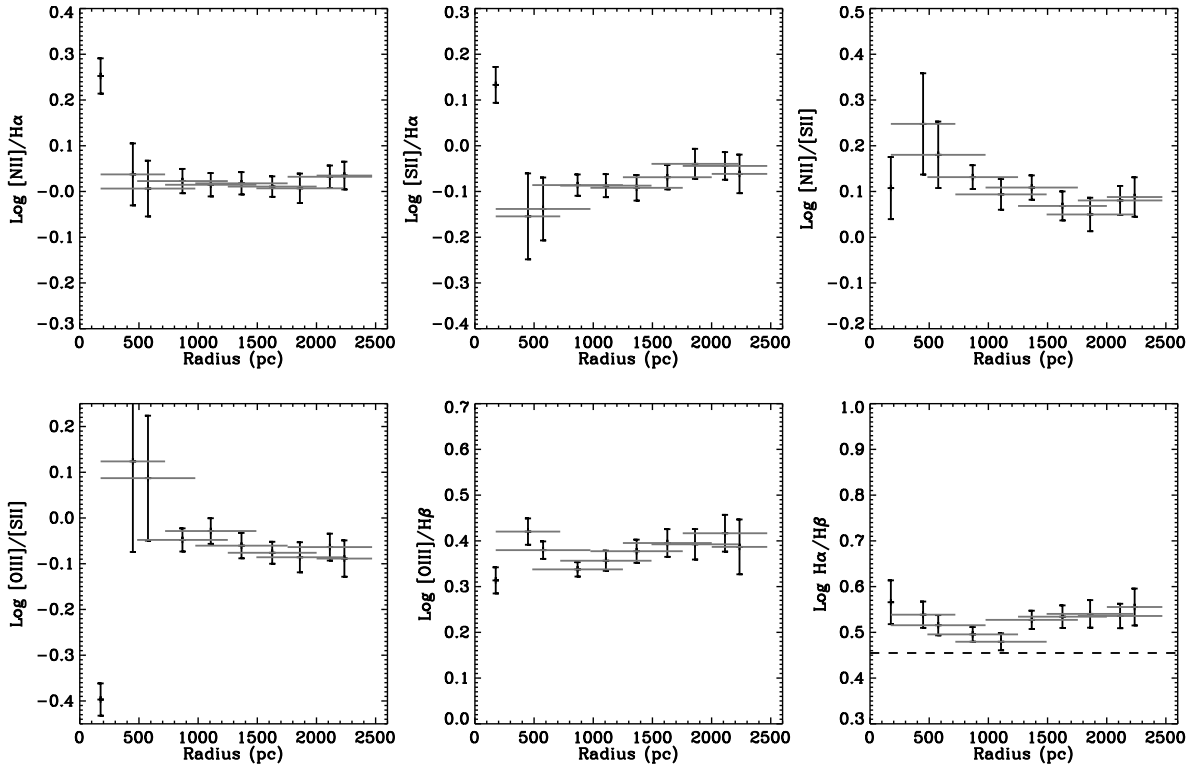 Log [NII]/Hα
0.4
0.3
0.2
0.1
−0.0
−0.1
−0.2
−0.3
0 500 1000 1500 2000 2500
Radius (pc)
Log [SII]/Hα
0.3
0.2
0.1
−0.0
−0.1
−0.2
−0.3
−0.4
0 500 1000 1500 2000 2500
Radius (pc)
Log [NII]/[SII]
0.5
0.4
0.3
0.2
0.1
0.0
−0.1
−0.2
0 500 1000 1500 2000 2500
Radius (pc)
Log [OIII]/[SII]
0.2
0.1
0.0
−0.1
−0.2
−0.3
−0.4
0 500 1000 1500 2000 2500
Radius (pc)
Log [OIII]/Hβ
0.7
0.6
0.5
0.4
0.3
0.2
0.1
0.0
0 500 1000 1500 2000 2500
Radius (pc)
Log Hα/Hβ
1.0
0.9
0.8
0.7
0.6
0.5
0.4
0.3
0 500 1000 1500 2000 2500
Radius (pc)